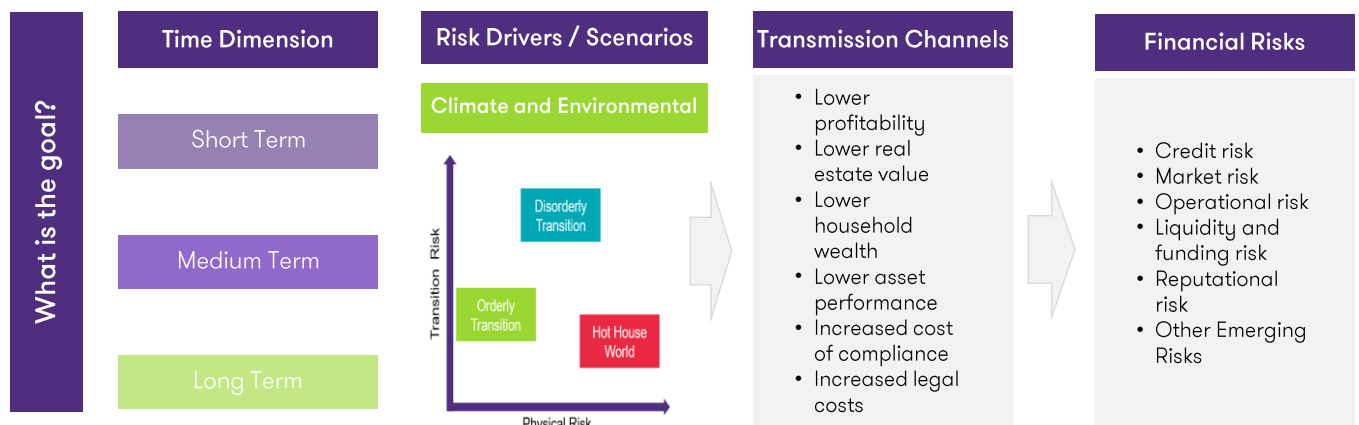 What is the goal?
Time Dimension
Short Term
Medium Term
Long Term
Risk Drivers / Scenarios
Climate and Environmental
Transition Risk
Disorderly
Transition
Orderly
Transition
Hot House
World
Physical Risk
Transmission Channels
• Lower
profitability
• Lower real
estate value
• Lower
household
wealth
• Lower asset
performance
• Increased cost
of compliance
• Increased legal
costs
Financial Risks
• Credit risk
• Market risk
• Operational risk
• Liquidity and
funding risk
• Reputational
risk
• Other Emerging
Risks